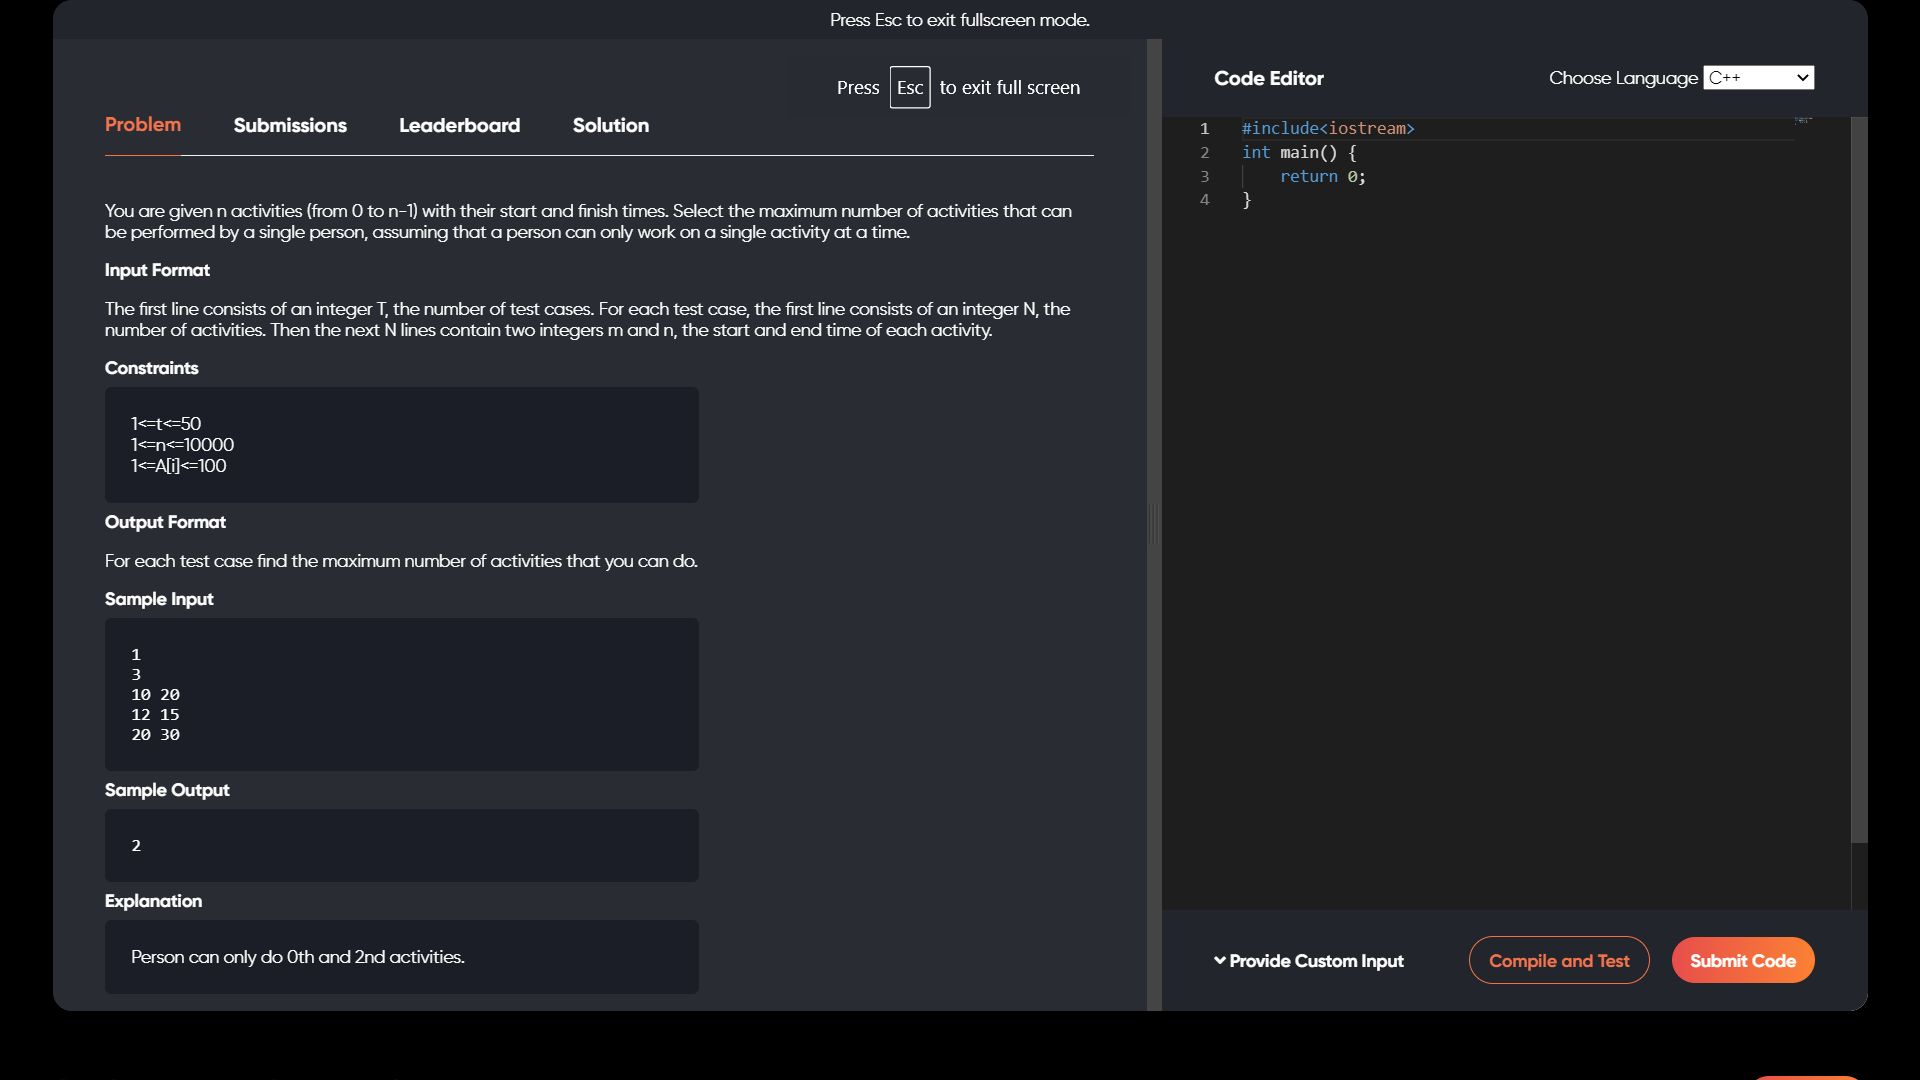 Press Esc to exit fullscreen mode.
Press Esc to exit full screen
Problem Submissions Leaderboard Solution
You are given n activities (from 0 to n-1) with their start and finish times. Select the maximum number of activities that can
be performed by a single person, assuming that a person can only work on a single activity at a time.
Input Format
The first line consists of an integer T, the number of test cases. For each test case, the first line consists of an integer N, the
number of activities. Then the next N lines contain two integers m and n, the start and end time of each activity.
Constraints
1<=t<=50
1<=n<=10000
1<=A[i]<=100
Output Format
For each test case find the maximum number of activities that you can do.
Sample Input
1
3
10 20
12 15
20 30
Sample Output
2
Explanation
Person can only do 0th and 2nd activities.
Code Editor
Choose Language C++
1 #include<iostream>
2 int main() {
3 return 0;
4 }
Provide Custom Input
Compile and Test
Submit Code